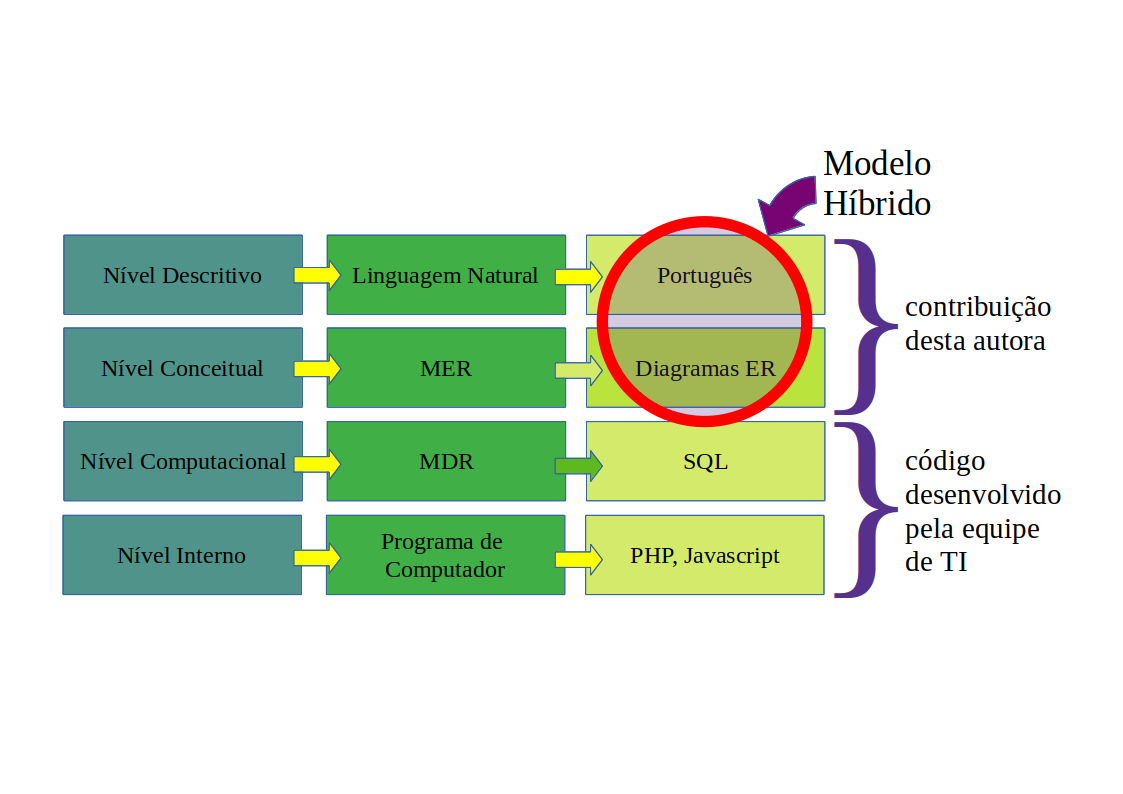 Modelo
Híbrido
Nível Descritivo
Linguagem Natural
Português
contribuição
desta autora
Nível Conceitual
MER
Diagramas ER
Nível Computacional
MDR
SQL
código
desenvolvido
pela equipe
de TI
Nível Interno
Programa de
Computador
PHP, Javascript